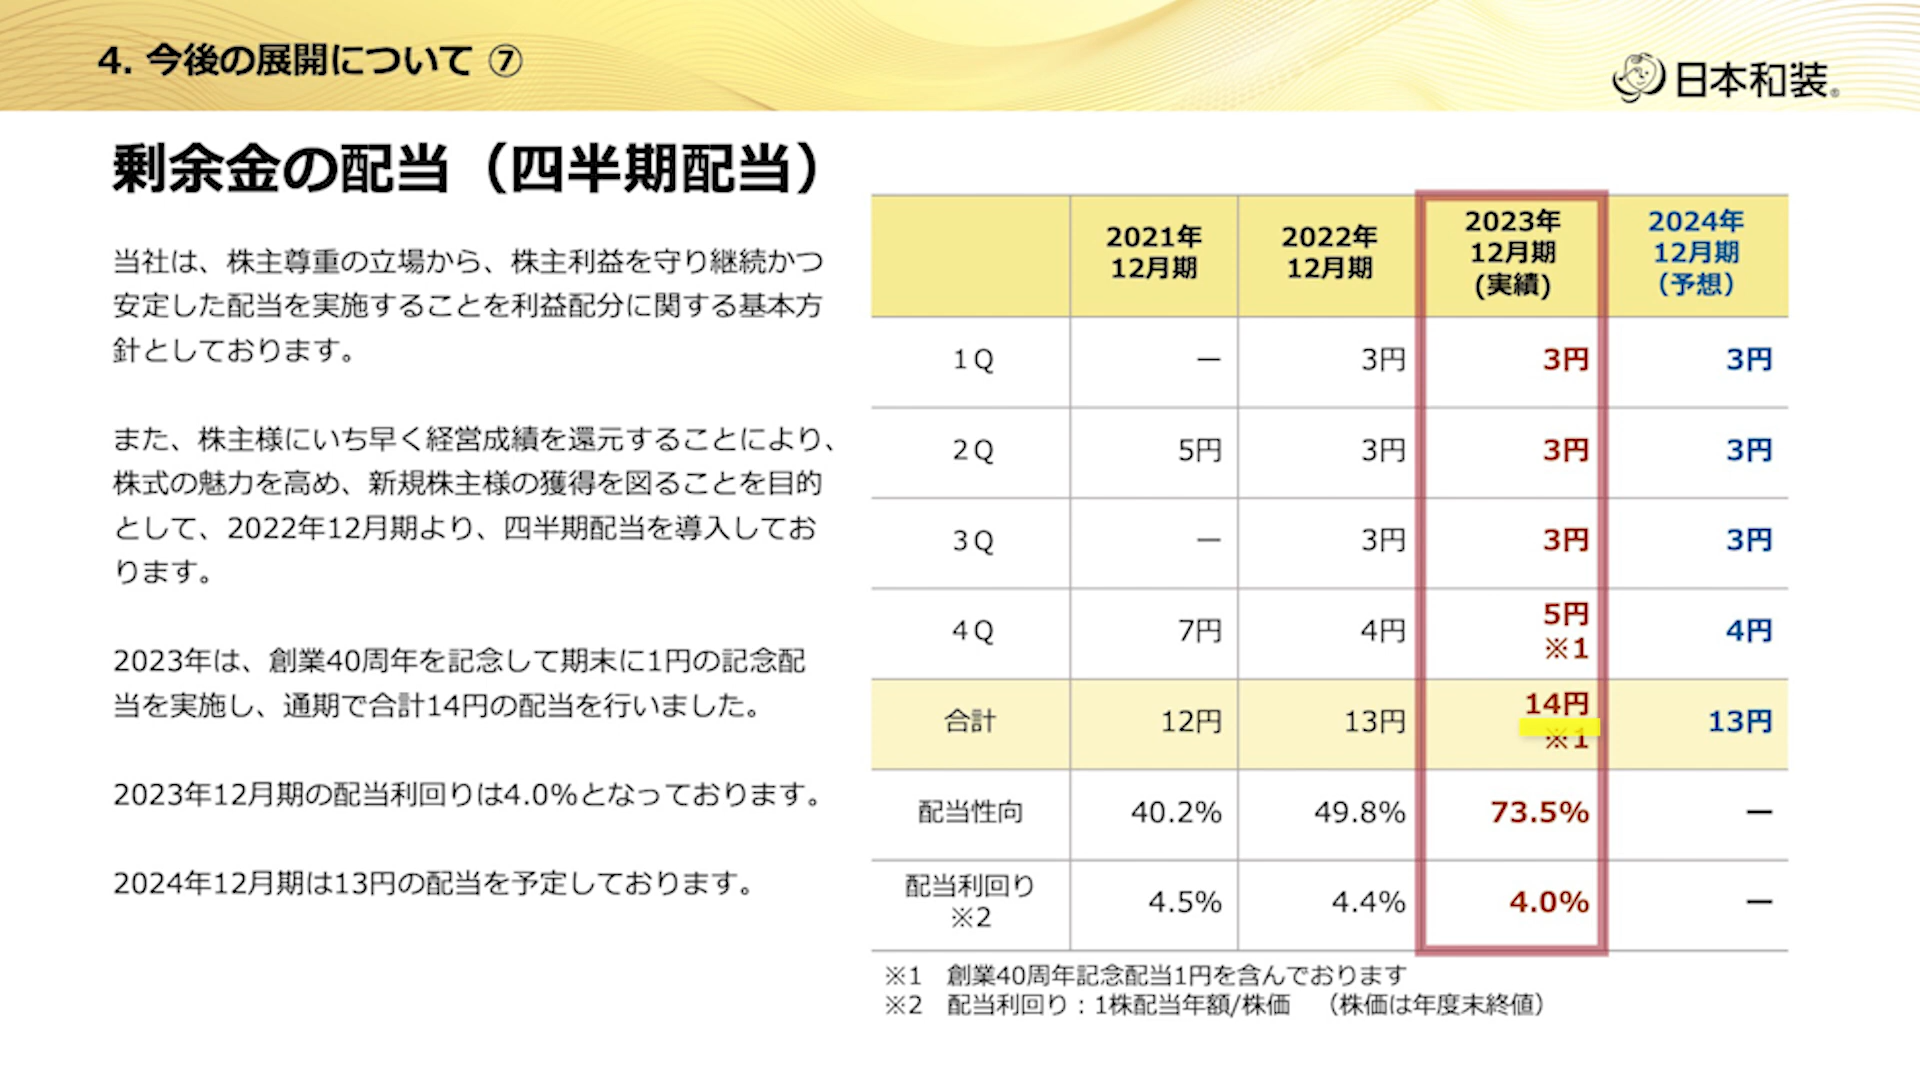 4. 今後の展開について ⑦
日本和装®
剰余金の配当（四半期配当）
当社は、株主尊重の立場から、株主利益を守り継続かつ
安定した配当を実施することを利益配分に関する基本方
針としております。
また、株主様にいち早く経営成績を還元することにより、
株式の魅力を高め、新規株主様の獲得を図ることを目的
として、2022年12月期より、四半期配当を導入してお
ります。
2023年は、創業40周年を記念して期末に1円の記念配
当を実施し、通期で合計14円の配当を行いました。
2023年12月期の配当利回りは4.0%となっております。
2024年12月期は13円の配当を予定しております。
2021年
12月期
2022年
12月期
2023年
12月期
(実績)
2024年
12月期
(予想)
1Q ー 3円 3円 3円
2Q 5円 3円 3円 3円
3Q ー 3円 3円 3円
4Q 7円 4円 5円 ※1 4円
合計 12円 13円 14円 ※1 13円
配当性向 40.2% 49.8% 73.5% ー
配当利回り ※2 4.5% 4.4% 4.0% ー
※1　創業40周年記念配当1円を含んでおります
※2　配当利回り：1株配当年額/株価　（株価は年度末終値）